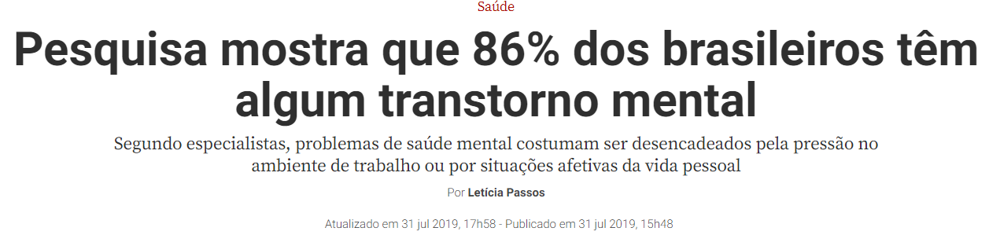 Saúde
Pesquisa mostra que 86% dos brasileiros têm
algum transtorno mental
Segundo especialistas, problemas de saúde mental costumam ser desencadeados pela pressão no
ambiente de trabalho ou por situações afetivas da vida pessoal
Por Letícia Passos
Atualizado em 31 jul 2019, 17h58 - Publicado em 31 jul 2019, 15h48